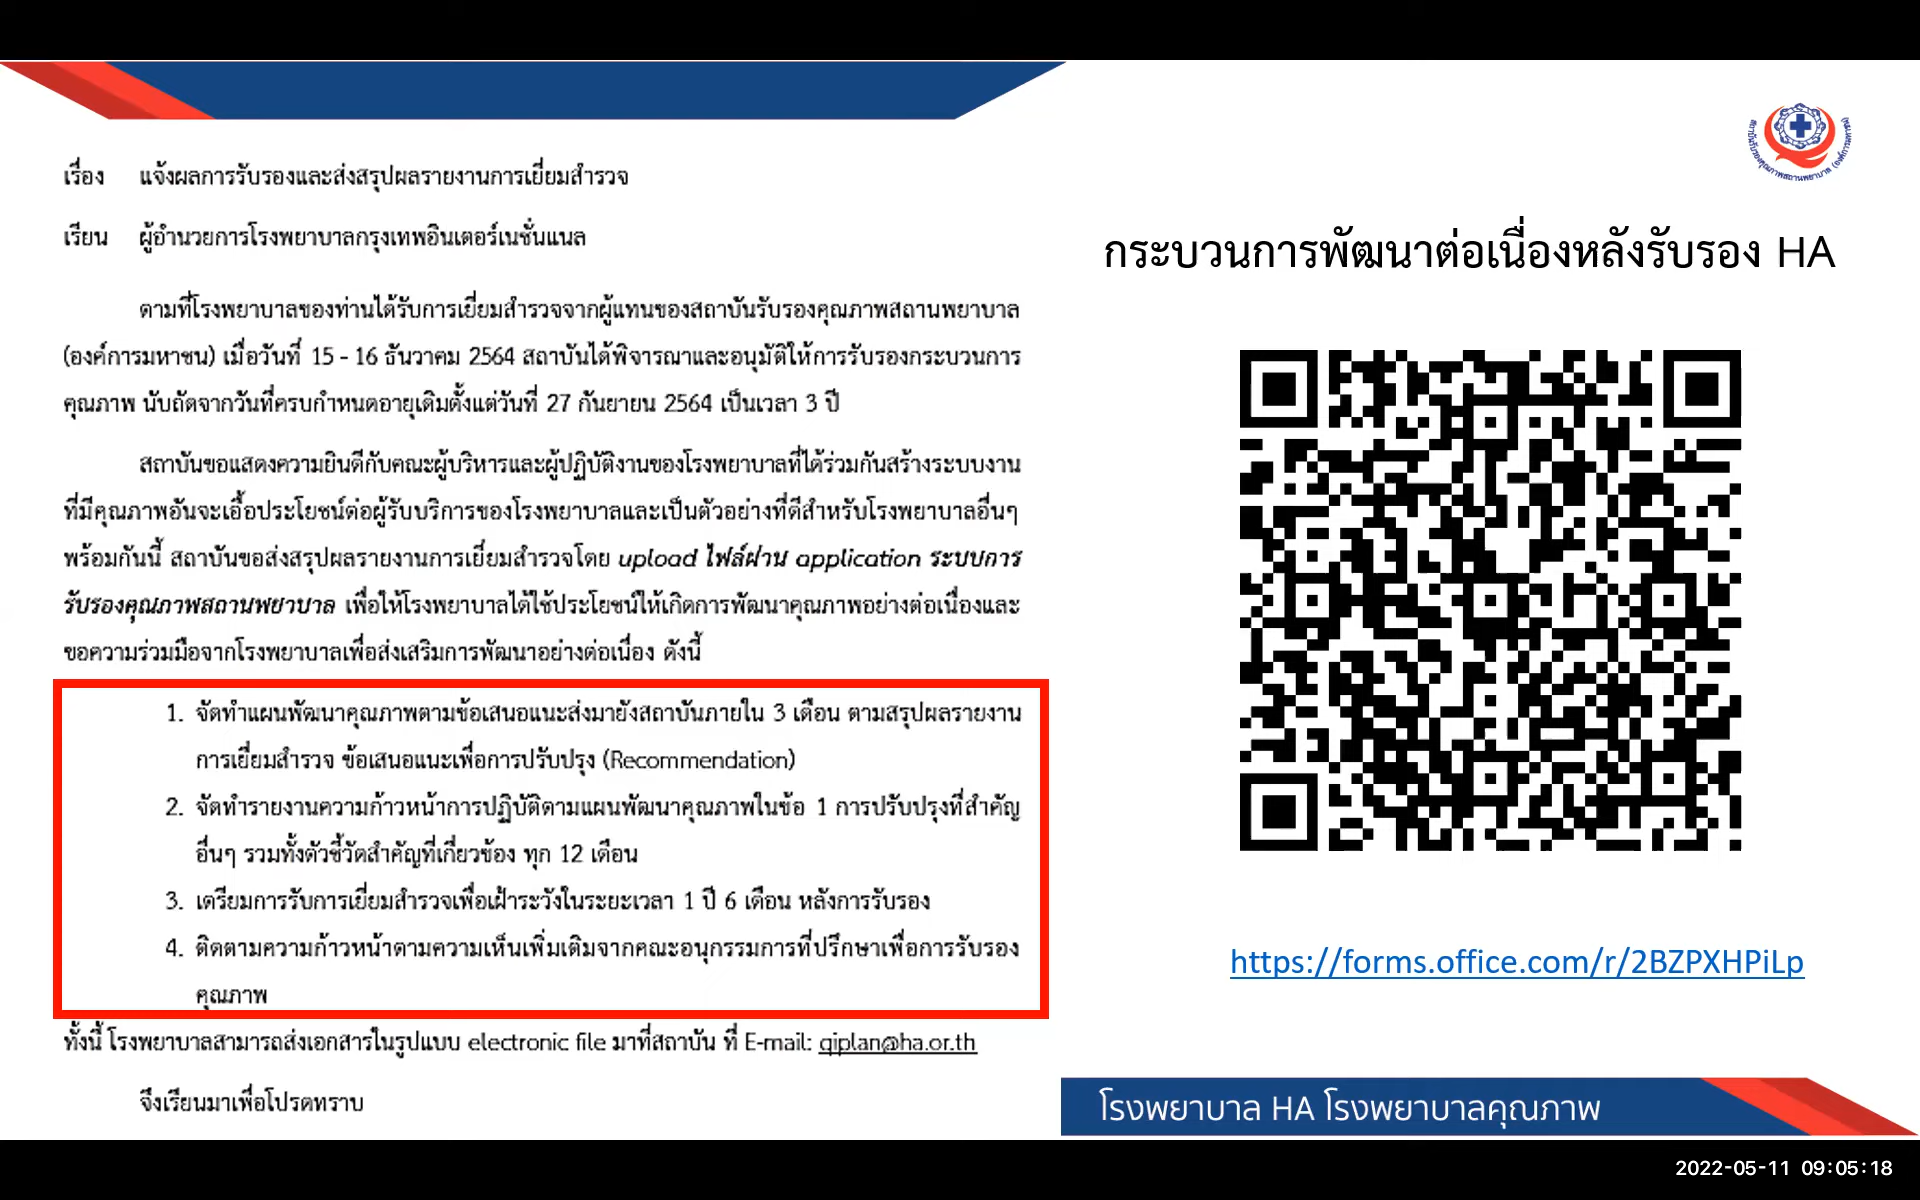 เรื่อง แจ้งผลการรับรองและส่งสรุปผลรายงานการเยี่ยมสำรวจ
เรียน ผู้อำนวยการโรงพยาบาลกรุงเทพอินเตอร์เนชั่นแนล
ตามที่โรงพยาบาลของท่านได้รับการเยี่ยมสำรวจจากผู้แทนของสถาบันรับรองคุณภาพสถานพยาบาล
(องค์การมหาชน) เมื่อวันที่ 15 - 16 ธันวาคม 2564 สถาบันได้พิจารณาและอนุมัติให้การรับรองกระบวนการ
คุณภาพ นับถัดจากวันที่ครบกำหนดอายุเดิมตั้งแต่วันที่ 27 กันยายน 2564 เป็นเวลา 3 ปี
สถาบันขอแสดงความยินดีกับคณะผู้บริหารและผู้ปฏิบัติงานของโรงพยาบาลที่ได้ร่วมกันสร้างระบบงาน
ที่มีคุณภาพอันจะเอื้อประโยชน์ต่อผู้รับบริการของโรงพยาบาลและเป็นตัวอย่างที่ดีสำหรับโรงพยาบาลอื่นๆ
พร้อมกันนี้ สถาบันขอส่งสรุปผลรายงานการเยี่ยมสำรวจโดย upload ไฟล์ผ่าน application ระบบการ
รับรองคุณภาพสถานพยาบาล เพื่อให้โรงพยาบาลได้ใช้ประโยชน์ให้เกิดการพัฒนาคุณภาพอย่างต่อเนื่องและ
ขอความร่วมมือจากโรงพยาบาลเพื่อส่งเสริมการพัฒนาอย่างต่อเนื่อง ดังนี้
1. จัดทำแผนพัฒนาคุณภาพตามข้อเสนอแนะส่งมายังสถาบันภายใน 3 เดือน ตามสรุปผลรายงาน
การเยี่ยมสำรวจ ข้อเสนอแนะเพื่อการปรับปรุง (Recommendation)
2. จัดทำรายงานความก้าวหน้าการปฏิบัติตามแผนพัฒนาคุณภาพในข้อ 1 การปรับปรุงที่สำคัญ
อื่นๆ รวมทั้งตัวชี้วัดสำคัญที่เกี่ยวข้อง ทุก 12 เดือน
3. เตรียมการรับการเยี่ยมสำรวจเพื่อเฝ้าระวังในระยะเวลา 1 ปี 6 เดือน หลังการรับรอง
4. ติดตามความก้าวหน้าตามความเห็นเพิ่มเติมจากคณะอนุกรรมการที่ปรึกษาเพื่อการรับรอง
คุณภาพ
ทั้งนี้ โรงพยาบาลสามารถส่งเอกสารในรูปแบบ electronic file มาที่สถาบัน ที่ E-mail: qiplan@ha.or.th
จึงเรียนมาเพื่อโปรดทราบ
สถาบันรับรองคุณภาพสถานพยาบาล (องค์การมหาชน)
กระบวนการพัฒนาต่อเนื่องหลังรับรอง HA
https://forms.office.com/r/2BZPXHPiLp
โรงพยาบาล HA โรงพยาบาลคุณภาพ
2022-05-11 09:05:18